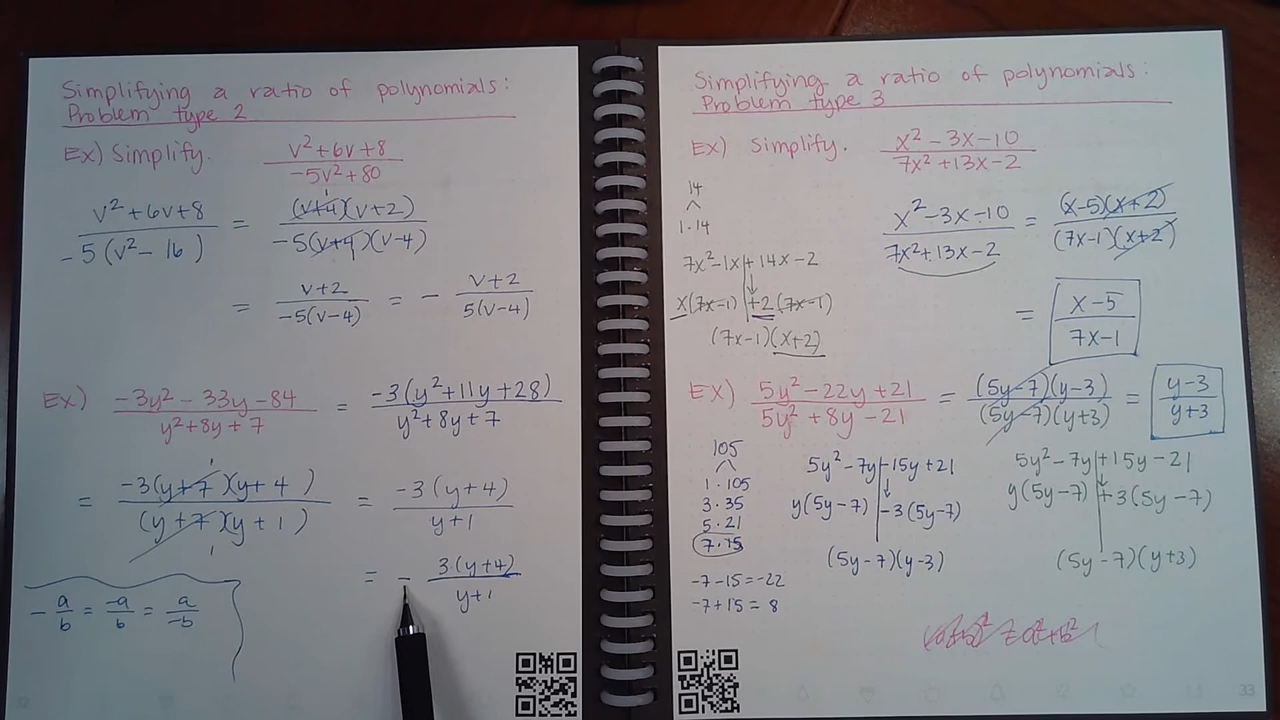 Simplifying a ratio of polynomials:
Problem type 2
Ex) Simplify. (v²+6v+8)/(-5v²+80)
(v²+6v+8)/(-5(v²-16)) = ((v+4)(v+2))/(-5(v+4)(v-4))
= (v+2)/(-5(v-4)) = - (v+2)/(5(v-4))
Ex) (-3y²-33y-84)/(y²+8y+7) = (-3(y²+11y+28))/(y²+8y+7)
= (-3(y+7)(y+4))/((y+7)(y+1)) = (-3(y+4))/(y+1)
= - (3(y+4))/(y+1)
- a/b = -a/b = a/-b
Simplifying a ratio of polynomials:
Problem type 3
Ex) Simplify. (x²-3x-10)/(7x²+13x-2)
14
1·14
(x²-3x-10)/(7x²+13x-2) = ((x-5)(x+2))/((7x-1)(x+2))
7x²-1x+14x-2
x(7x-1) +2(7x-1)
(7x-1)(x+2)
= (x-5)/(7x-1)
Ex) (5y²-22y+21)/(5y²+8y-21) = ((5y-7)(y-3))/((5y-7)(y+3)) = (y-3)/(y+3)
105
1·105
3·35
5·21
7·15
-7-15=-22
-7+15=8
5y²-7y-15y+21
y(5y-7) -3(5y-7)
(5y-7)(y-3)
5y²-7y+15y-21
y(5y-7) +3(5y-7)
(5y-7)(y+3)
33